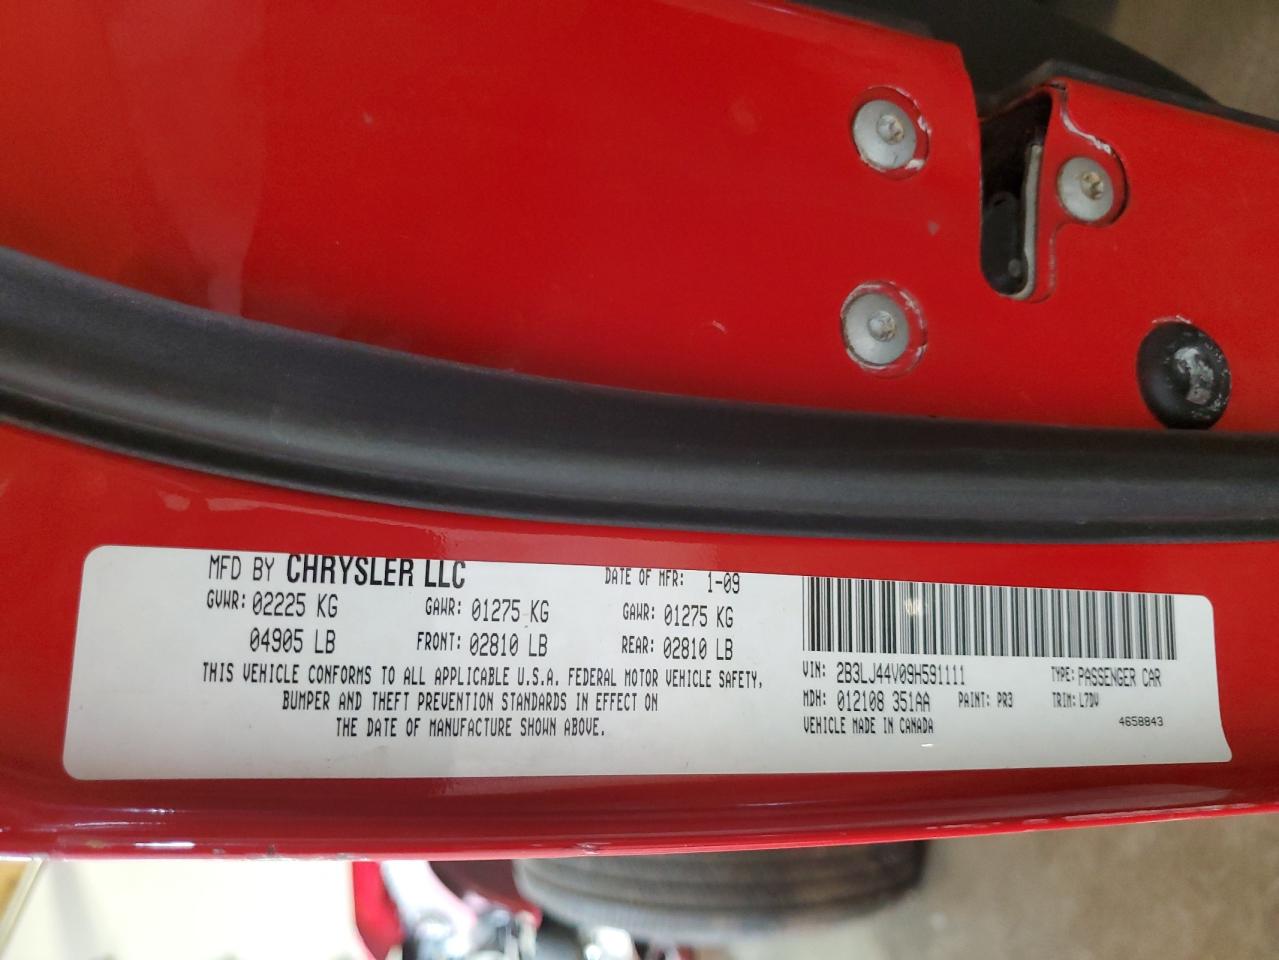 MFD BY CHRYSLER LLC DATE OF MFR: 1-09
GVWR: 02225 KG GAWR: 01275 KG GAWR: 01275 KG
04905 LB FRONT: 02810 LB REAR: 02810 LB
THIS VEHICLE CONFORMS TO ALL APPLICABLE U.S.A. FEDERAL MOTOR VEHICLE SAFETY,
BUMPER AND THEFT PREVENTION STANDARDS IN EFFECT ON
THE DATE OF MANUFACTURE SHOWN ABOVE.
VIN: 2B3LJ44V09H591111 TYPE: PASSENGER CAR
MDH: 012108 351AA PAINT: PR3 TRIM: L7DV
VEHICLE MADE IN CANADA 4658843